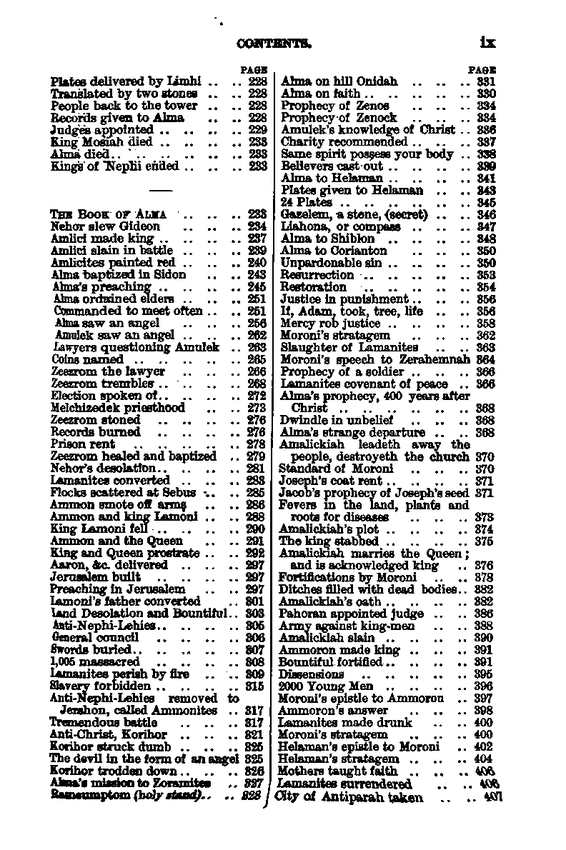 CONTENTS.
ix
PAGE
Plates delivered by Limhi .. .. 228
Translated by two stones .. .. 228
People back to the tower .. .. 228
Records given to Alma .. .. 228
Judges appointed .. .. .. .. 229
King Mosiah died .. .. .. .. 233
Alma died.. .. .. .. .. .. 233
Kings of Nephi ended .. .. .. 233
THE BOOK OF ALMA .. .. .. 233
Nehor slew Gideon .. .. .. 234
Amlici made king .. .. .. .. 237
Amlici slain in battle .. .. .. 239
Amlicites painted red .. .. .. 240
Alma baptized in Sidon .. .. 243
Alma's preaching .. .. .. .. 245
Alma ordained elders .. .. .. 251
Commanded to meet often .. .. 251
Alma saw an angel .. .. .. 256
Amulek saw an angel .. .. .. 262
Lawyers questioning Amulek .. 263
Coins named .. .. .. .. .. 265
Zeezrom the lawyer .. .. .. 266
Zeezrom trembles .. .. .. .. 268
Election spoken of.. .. .. .. 272
Melchizedek priesthood .. .. 273
Zeezrom stoned .. .. .. .. 276
Records burned .. .. .. .. 276
Prison rent .. .. .. .. .. 278
Zeezrom healed and baptized .. 279
Nehor's desolation.. .. .. .. 281
Lamanites converted .. .. .. 283
Flocks scattered at Sebus .. .. 285
Ammon smote off arms .. .. 286
Ammon and king Lamoni .. .. 288
King Lamoni fell .. .. .. .. 290
Ammon and the Queen .. .. 291
King and Queen prostrate .. .. 292
Aaron, &c. delivered .. .. .. 297
Jerusalem built .. .. .. .. 297
Preaching in Jerusalem .. .. 297
Lamoni's father converted .. 301
Land Desolation and Bountiful.. 303
Anti-Nephi-Lehies.. .. .. .. 305
General council .. .. .. .. 306
Swords buried.. .. .. .. .. 307
1,005 massacred .. .. .. .. 308
Lamanites perish by fire .. .. 309
Slavery forbidden .. .. .. .. 315
Anti-Nephi-Lehies removed to
Jershon, called Ammonites .. 317
Tremendous battle .. .. .. 317
Anti-Christ, Korihor .. .. .. 321
Korihor struck dumb .. .. .. 325
The devil in the form of an angel 325
Korihor trodden down .. .. .. 326
Alma's mission to Zoramites .. 327
Rameumptom (holy stand).. .. 328
PAGE
Alma on hill Onidah .. .. .. 331
Alma on faith .. .. .. .. .. 330
Prophecy of Zenos .. .. .. 334
Prophecy of Zenock .. .. .. 334
Amulek's knowledge of Christ .. 336
Charity recommended .. .. .. 337
Same spirit possess your body .. 338
Believers cast out .. .. .. .. 339
Alma to Helaman .. .. .. .. 341
Plates given to Helaman .. .. 343
24 Plates .. .. .. .. .. .. 345
Gazelem, a stone, (secret) .. .. 346
Liahona, or compass .. .. .. 347
Alma to Shiblon .. .. .. .. 348
Alma to Corianton .. .. .. 350
Unpardonable sin .. .. .. .. 350
Resurrection .. .. .. .. .. 353
Restoration .. .. .. .. .. 354
Justice in punishment .. .. .. 356
If, Adam, took, tree, life .. .. 356
Mercy rob justice .. .. .. .. 358
Moroni's stratagem .. .. .. 362
Slaughter of Lamanites .. .. 363
Moroni's speech to Zerahemnah 364
Prophecy of a soldier .. .. .. 366
Lamanites covenant of peace .. 366
Alma's prophecy, 400 years after
Christ .. .. .. .. .. .. 368
Dwindle in unbelief .. .. .. 368
Alma's strange departure .. .. 368
Amalickiah leadeth away the
people, destroyeth the church 370
Standard of Moroni .. .. .. 370
Joseph's coat rent .. .. .. .. 371
Jacob's prophecy of Joseph's seed 371
Fevers in the land, plants and
roots for diseases .. .. .. 373
Amalickiah's plot .. .. .. .. 374
The king stabbed .. .. .. .. 375
Amalickiah marries the Queen;
and is acknowledged king .. 376
Fortifications by Moroni .. .. 378
Ditches filled with dead bodies.. 382
Amalickiah's oath .. .. .. .. 382
Pahoran appointed judge .. .. 386
Army against king-men .. .. 388
Amalickiah slain .. .. .. .. 390
Ammoron made king .. .. .. 391
Bountiful fortified.. .. .. .. 391
Dissensions .. .. .. .. .. 395
2000 Young Men .. .. .. .. 396
Moroni's epistle to Ammoron .. 397
Ammoron's answer .. .. .. 398
Lamanites made drunk .. .. 400
Moroni's stratagem .. .. .. 400
Helaman's epistle to Moroni .. 402
Helaman's stratagem .. .. .. 404
Mothers taught faith .. .. .. 406
Lamanites surrendered .. .. 406
City of Antiparah taken .. .. 407